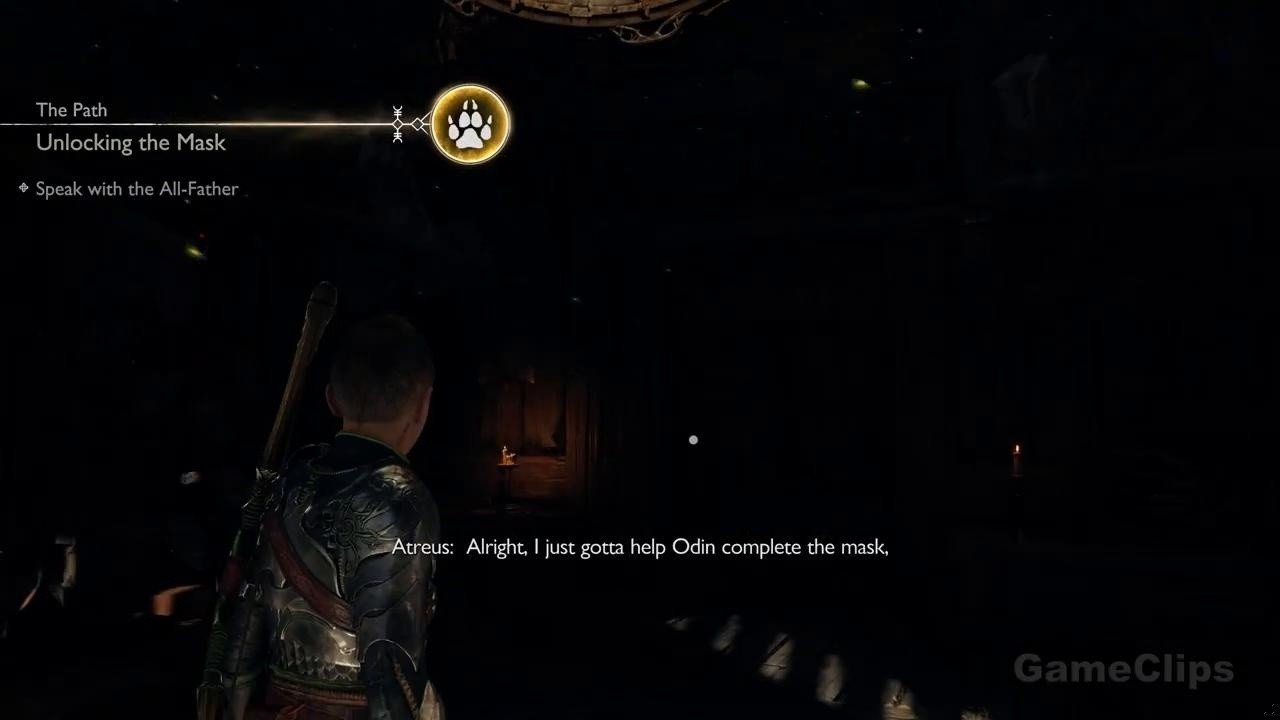 The Path
Unlocking the Mask
Speak with the All-Father
Atreus: Alright, I just gotta help Odin complete the mask,
GameClips